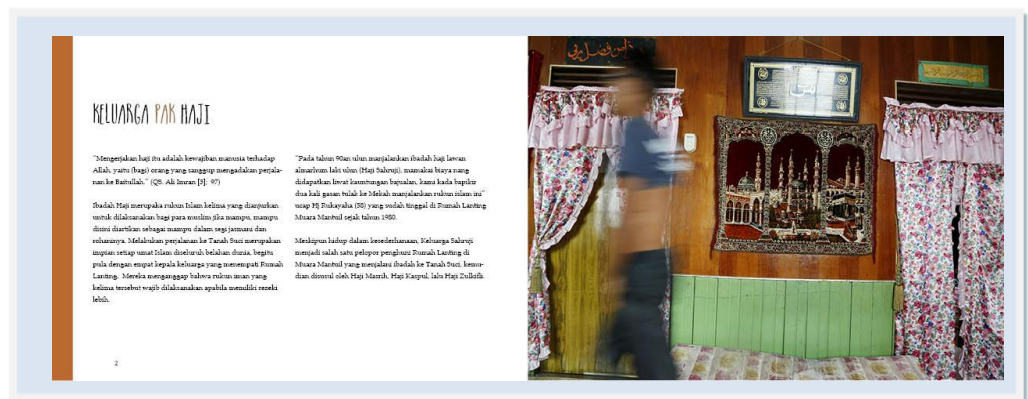 KELUARGA PAK HAJI
"Mengerjakan haji itu adalah kewajiban manusia terhadap
Allah, yaitu (bagi) orang yang sanggup mengadakan perjala-
nan ke Baitullah." (QS. Ali Imran [3]: 97)
Ibadah Haji merupaka rukun Islam kelima yang dianjurkan
untuk dilaksanakan bagi para muslim jika mampu, mampu
disini diartikan sebagai mampu dalam segi jasmani dan
rohaninya. Melakukan perjalanan ke Tanah Suci merupakan
impian setiap umat Islam diseluruh belahan dunia, begitu
pula dengan empat kepala keluarga yang menempati Rumah
Lanting. Mereka menganggap bahwa rukun iman yang
kelima tersebut wajib dilaksanakan apabila memiliki rezeki
lebih.
"Pada tahun 90an ulun manjalankan ibadah haji lawan
almarhum laki ulun (Haji Sahruji), mamakai biaya nang
didapatkan liwat kauntungan bajualan, kami kada bapikir
dua kali gasan tulak ke Mekah manjalankan rukun islam ini"
ucap Hj Rukayaha (58) yang sudah tinggal di Rumah Lanting
Muara Mantuil sejak tahun 1980.
Meskipun hidup dalam kesederhanaan, Keluarga Sahruji
menjadi salah satu pelopor penghuni Rumah Lanting di
Muara Mantuil yang menjalani ibadah ke Tanah Suci, kemu-
dian disusul oleh Haji Masrih, Haji Kaspul, lalu Haji Zulkifli.
2